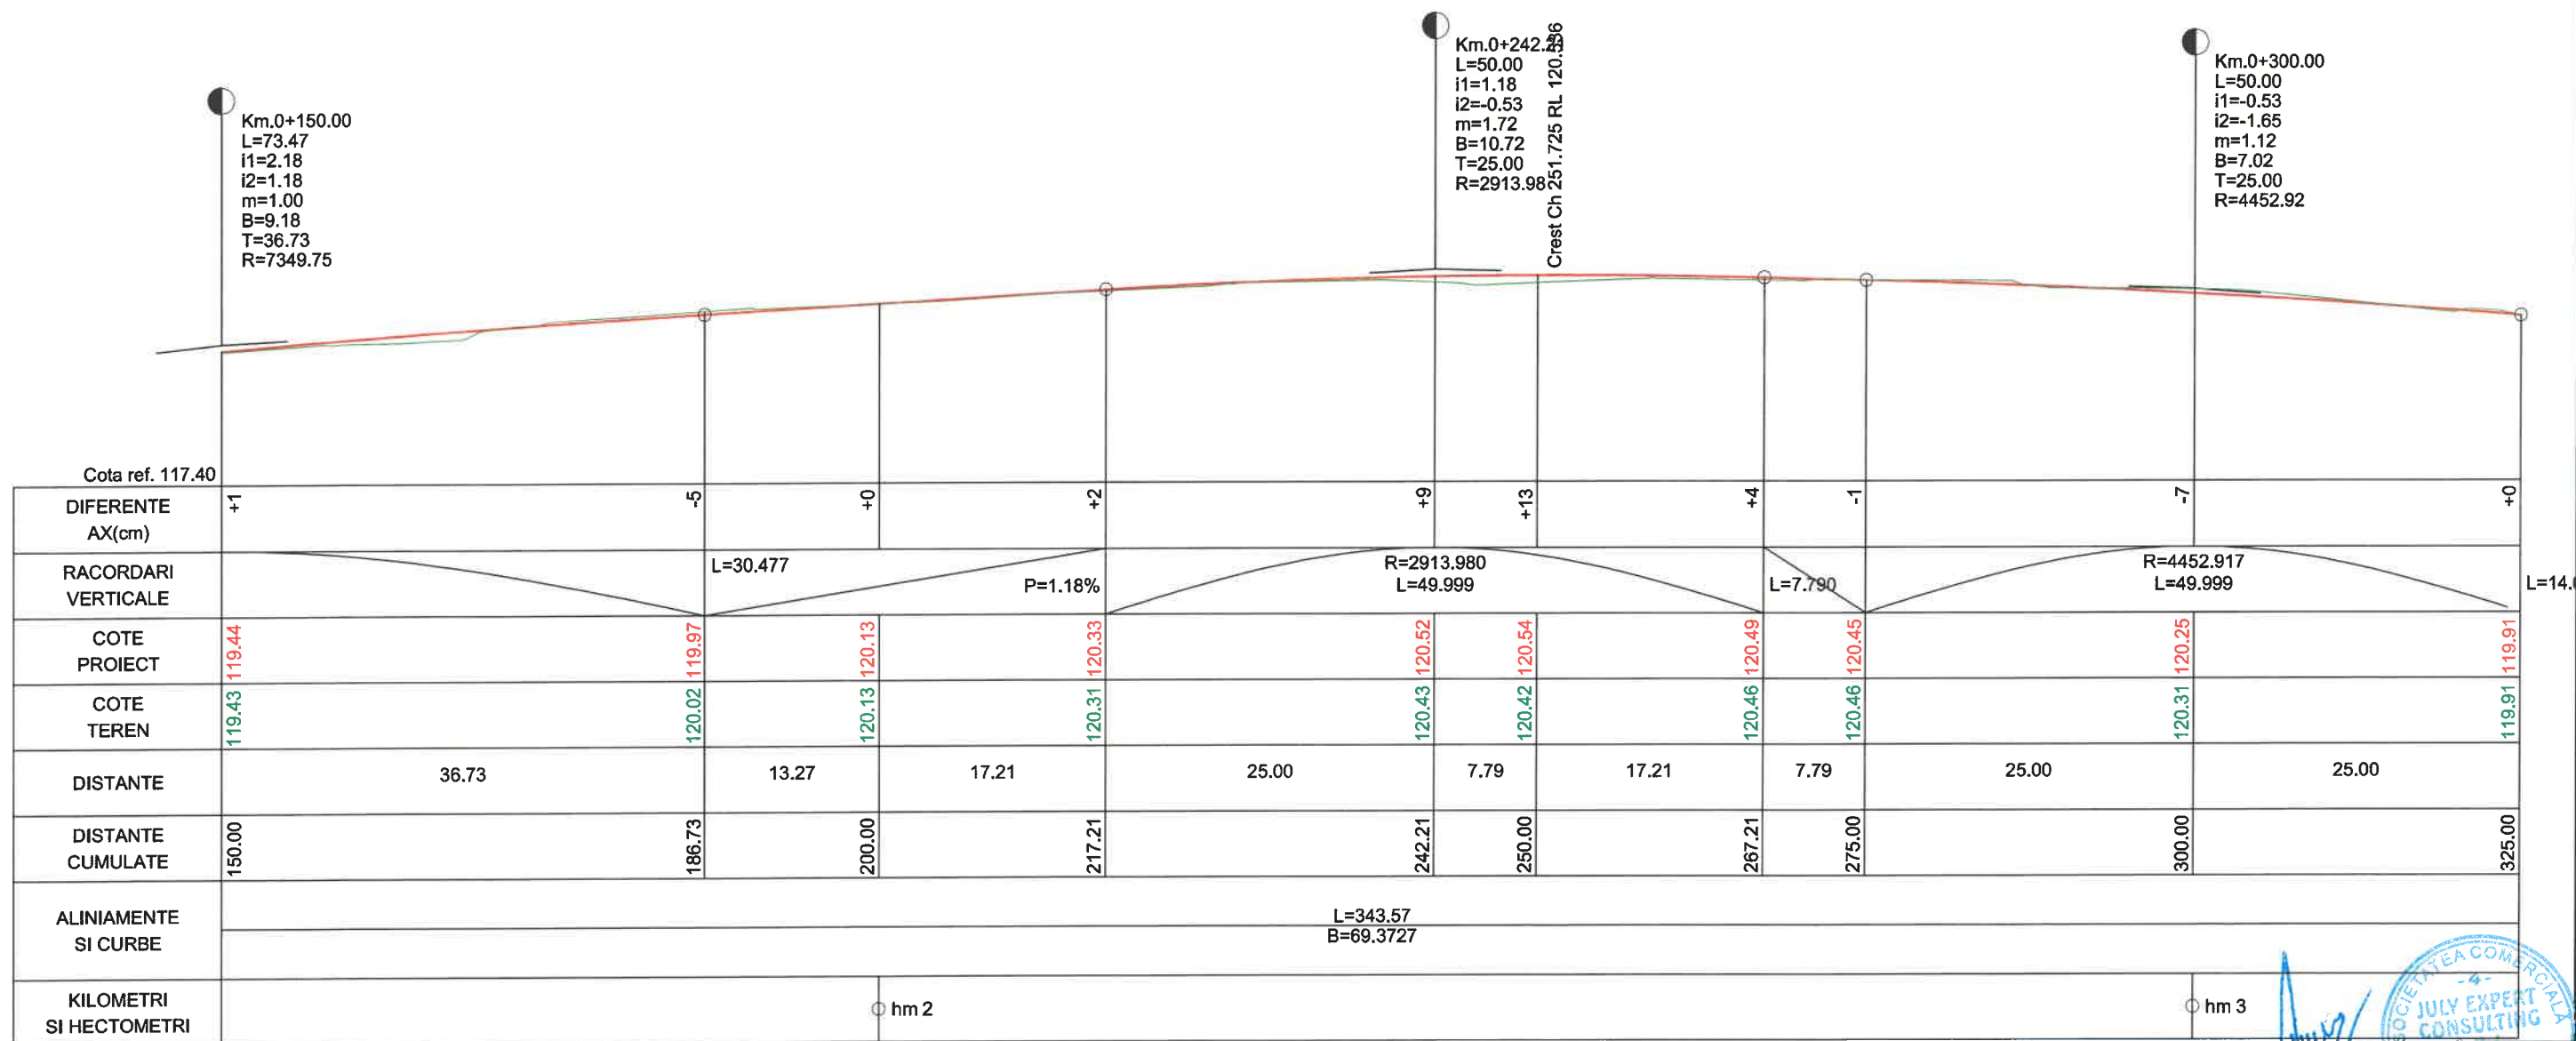 Km.0+150.00
L=73.47
i1=2.18
i2=1.18
m=1.00
B=9.18
T=36.73
R=7349.75
Km.0+242.21
L=50.00
i1=1.18
i2=-0.53
m=1.72
B=10.72
T=25.00
R=2913.98
Crest Ch 251.725 RL 120.536
Km.0+300.00
L=50.00
i1=-0.53
i2=-1.65
m=1.12
B=7.02
T=25.00
R=4452.92
Cota ref. 117.40
DIFERENTE
AX(cm)
+1 -5 +0 +2 +9 +13 +4 -1 -7 +0
RACORDARI
VERTICALE
L=30.477
P=1.18%
R=2913.980
L=49.999
L=7.790
R=4452.917
L=49.999
L=14.
COTE
PROIECT
119.44 119.97 120.13 120.33 120.52 120.54 120.49 120.45 120.25 119.91
COTE
TEREN
119.43 120.02 120.13 120.31 120.43 120.42 120.46 120.46 120.31 119.91
DISTANTE
36.73 13.27 17.21 25.00 7.79 17.21 7.79 25.00 25.00
DISTANTE
CUMULATE
150.00 186.73 200.00 217.21 242.21 250.00 267.21 275.00 300.00 325.00
ALINIAMENTE
SI CURBE
L=343.57
B=69.3727
KILOMETRI
SI HECTOMETRI
hm 2
hm 3
SOCIETATEA COMERCIALA
-4-
JULY EXPERT
CONSULTING